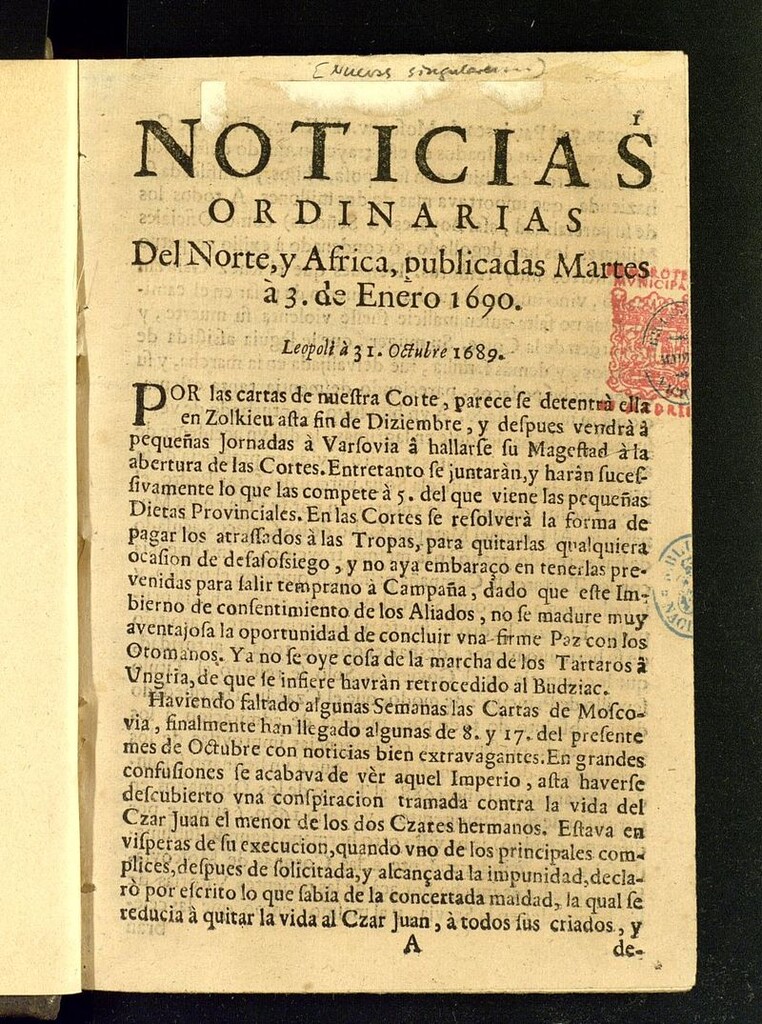 (Nuevas singulares
1
NOTICIAS
ORDINARIAS
Del Norte, y Africa, publicadas Martes
à 3. de Enero 1690.
Leopoli à 31. Octubre 1689.
POR las cartas de nueſtra Corte, parece ſe detentrà ella
en Zolkieu aſta fin de Diziembre, y deſpues vendrà à
pequeñas Jornadas à Varſovia â hallarſe ſu Mageſtad à la
abertura de las Cortes. Entretanto ſe juntaràn, y haràn ſuceſ-
ſivamente lo que las compete à 5. del que viene las pequeñas
Dietas Provinciales. En las Cortes ſe reſolverà la forma de
pagar los atraſſados à las Tropas, para quitarlas qualquiera
ocaſion de deſaſoſsiego, y no aya embaraço en tenerlas pre-
venidas para ſalir temprano à Campaña, dado que eſte Im-
bierno de conſentimiento de los Aliados, no ſe madure muy
aventajoſa la oportunidad de concluir vna firme Paz con los
Otomanos. Ya no ſe oye coſa de la marcha de los Tartaros à
Vngria, de que ſe infiere havràn retrocedido al Budziac.
Haviendo faltado algunas Semanas las Cartas de Moſco-
via, finalmente han llegado algunas de 8. y 17. del preſente
mes de Octubre con noticias bien extravagantes. En grandes
confuſiones ſe acabava de vèr aquel Imperio, aſta haverſe
deſcubierto vna conſpiracion tramada contra la vida del
Czar Juan el menor de los dos Czares hermanos. Eſtava en
viſperas de ſu execucion, quando vno de los principales com-
plices, deſpues de ſolicitada, y alcançada la impunidad, decla-
rò por eſcrito lo que ſabia de la concertada maldad, la qual ſe
reducia à quitar la vida al Czar Juan, à todos ſus criados, y
A
de-
MVNICIPA